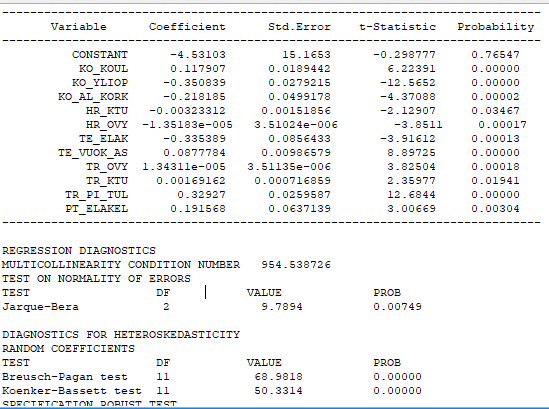 Variable Coefficient Std.Error t-Statistic Probability
CONSTANT -4.53103 15.1653 -0.298777 0.76547
KO_KOUL 0.117907 0.0189442 6.22391 0.00000
KO_YLIOP -0.350839 0.0279215 -12.5652 0.00000
KO_AL_KORK -0.218185 0.0499178 -4.37088 0.00002
HR_KTU -0.00323312 0.00151856 -2.12907 0.03467
HR_OVY -1.35183e-005 3.51024e-006 -3.8511 0.00017
TE_ELAK -0.335389 0.0856433 -3.91612 0.00013
TE_VUOK_AS 0.0877784 0.00986579 8.89725 0.00000
TR_OVY 1.34311e-005 3.51135e-006 3.82504 0.00018
TR_KTU 0.00169162 0.000716859 2.35977 0.01941
TR_PI_TUL 0.32927 0.0259587 12.6844 0.00000
PT_ELAKEL 0.191568 0.0637139 3.00669 0.00304
REGRESSION DIAGNOSTICS
MULTICOLLINEARITY CONDITION NUMBER 954.538726
TEST ON NORMALITY OF ERRORS
TEST DF VALUE PROB
Jarque-Bera 2 9.7894 0.00749
DIAGNOSTICS FOR HETEROSKEDASTICITY
RANDOM COEFFICIENTS
TEST DF VALUE PROB
Breusch-Pagan test 11 68.9818 0.00000
Koenker-Bassett test 11 50.3314 0.00000
SPECIFICATION ROBUST TEST